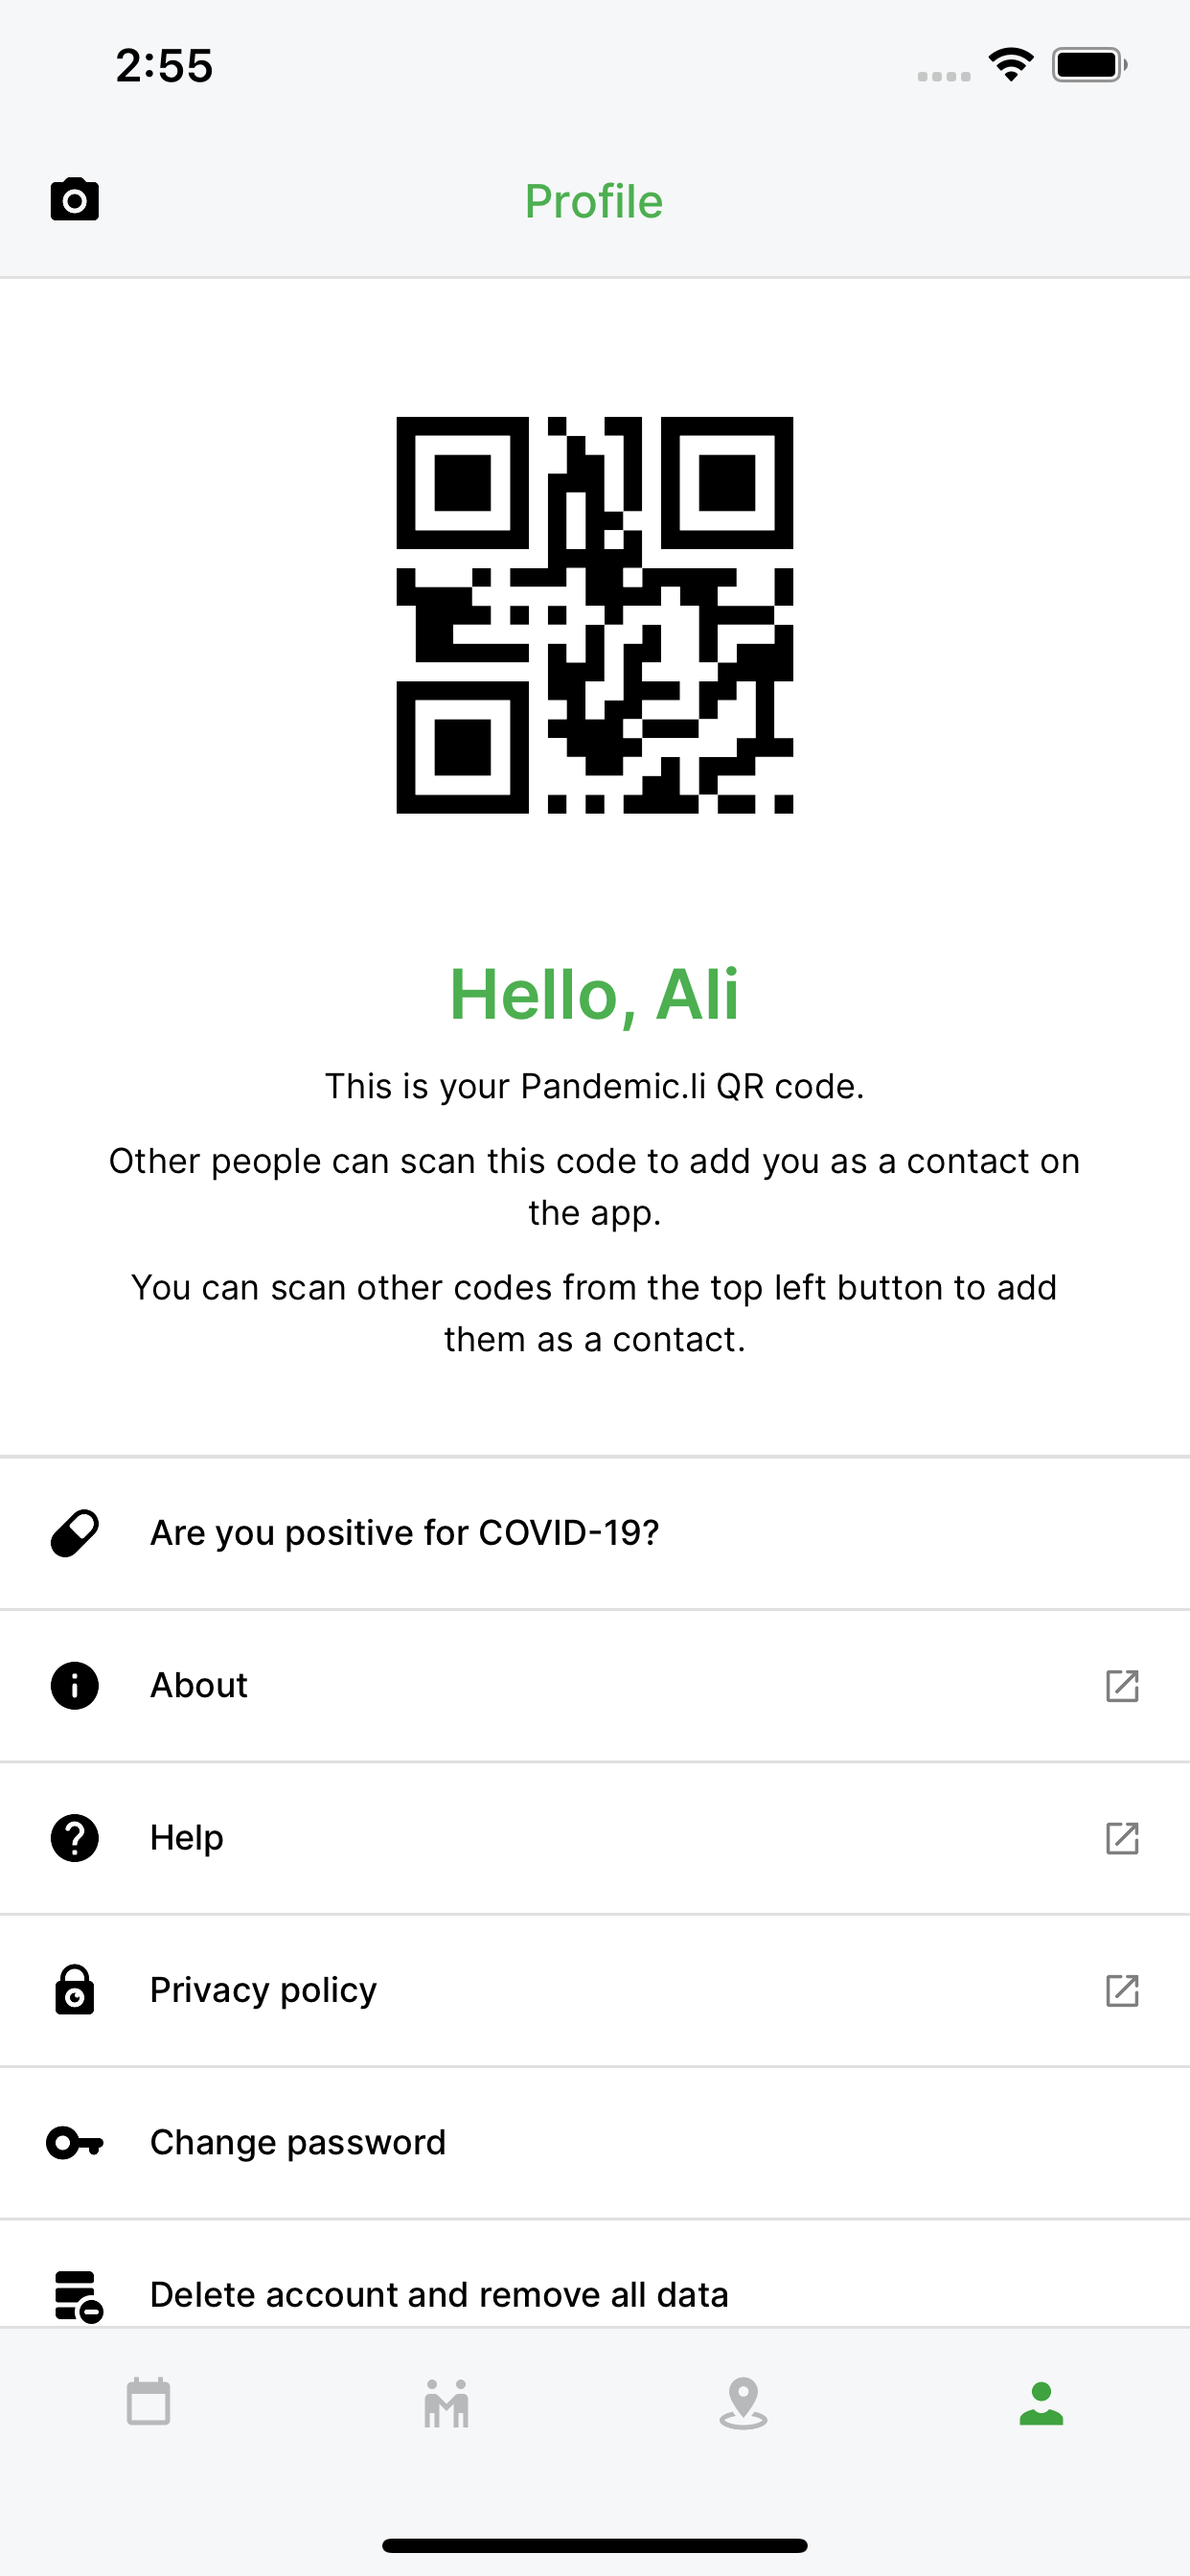 2:55
Profile
Hello, Ali
This is your Pandemic.li QR code.
Other people can scan this code to add you as a contact on
the app.
You can scan other codes from the top left button to add
them as a contact.
Are you positive for COVID-19?
About
Help
Privacy policy
Change password
Delete account and remove all data